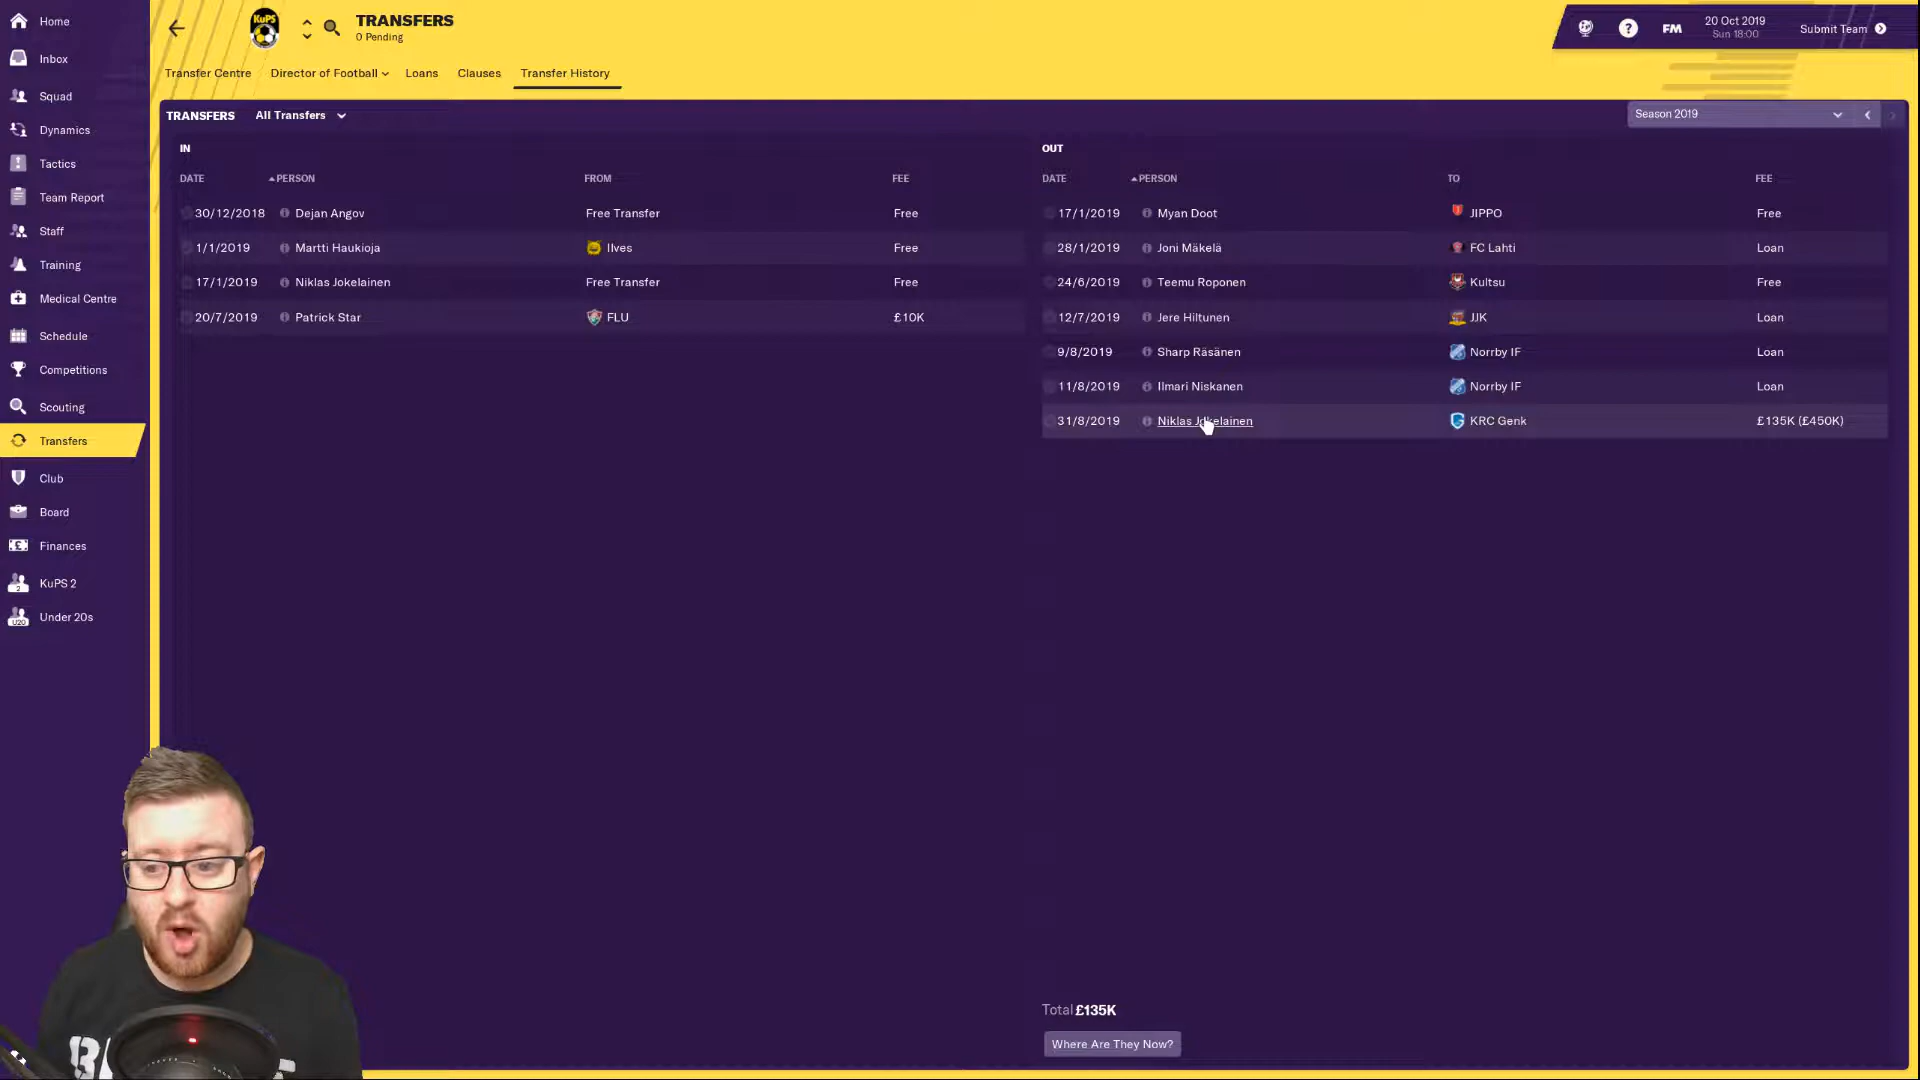 Home
Inbox
Squad
Dynamics
Tactics
Team Report
Staff
Training
Medical Centre
Schedule
Competitions
Scouting
Transfers
Club
Board
Finances
KuPS 2
Under 20s
KuPS
TRANSFERS
0 Pending
FM
20 Oct 2019
Sun 18:00
Submit Team
Transfer Centre Director of Football Loans Clauses Transfer History
TRANSFERS All Transfers
Season 2019
IN
DATE PERSON FROM FEE
30/12/2018 Dejan Angov Free Transfer Free
1/1/2019 Martti Haukioja Ilves Free
17/1/2019 Niklas Jokelainen Free Transfer Free
20/7/2019 Patrick Star FLU £10K
OUT
DATE PERSON TO FEE
17/1/2019 Myan Doot JIPPO Free
28/1/2019 Joni Mäkelä FC Lahti Loan
24/6/2019 Teemu Roponen Kultsu Free
12/7/2019 Jere Hiltunen JJK Loan
9/8/2019 Sharp Räsänen Norrby IF Loan
11/8/2019 Ilmari Niskanen Norrby IF Loan
31/8/2019 Niklas Jokelainen KRC Genk £135K (£450K)
Total £135K
Where Are They Now?